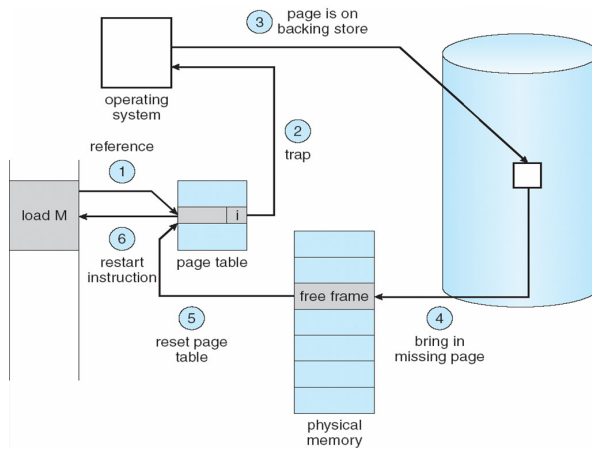 3
page is on
backing store
operating
system
2
trap
reference
1
load M
i
6
restart
instruction
page table
free frame
5
reset page
table
4
bring in
missing page
physical
memory